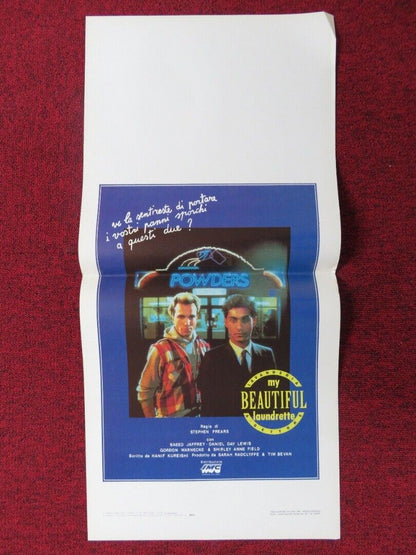 ve la sentireste di portare
i vostri panni sporchi
a questi due?
POWDERS
my
BEAUTIFUL
laundrette
Regia di
STEPHEN FREARS
con
SAEED JAFFREY · DANIEL DAY LEWIS
GORDON WARNECKE & SHIRLEY ANNE FIELD
Scritto da HANIF KUREISHI Prodotto da SARAH RADCLYFFE & TIM BEVAN
Distribuzione